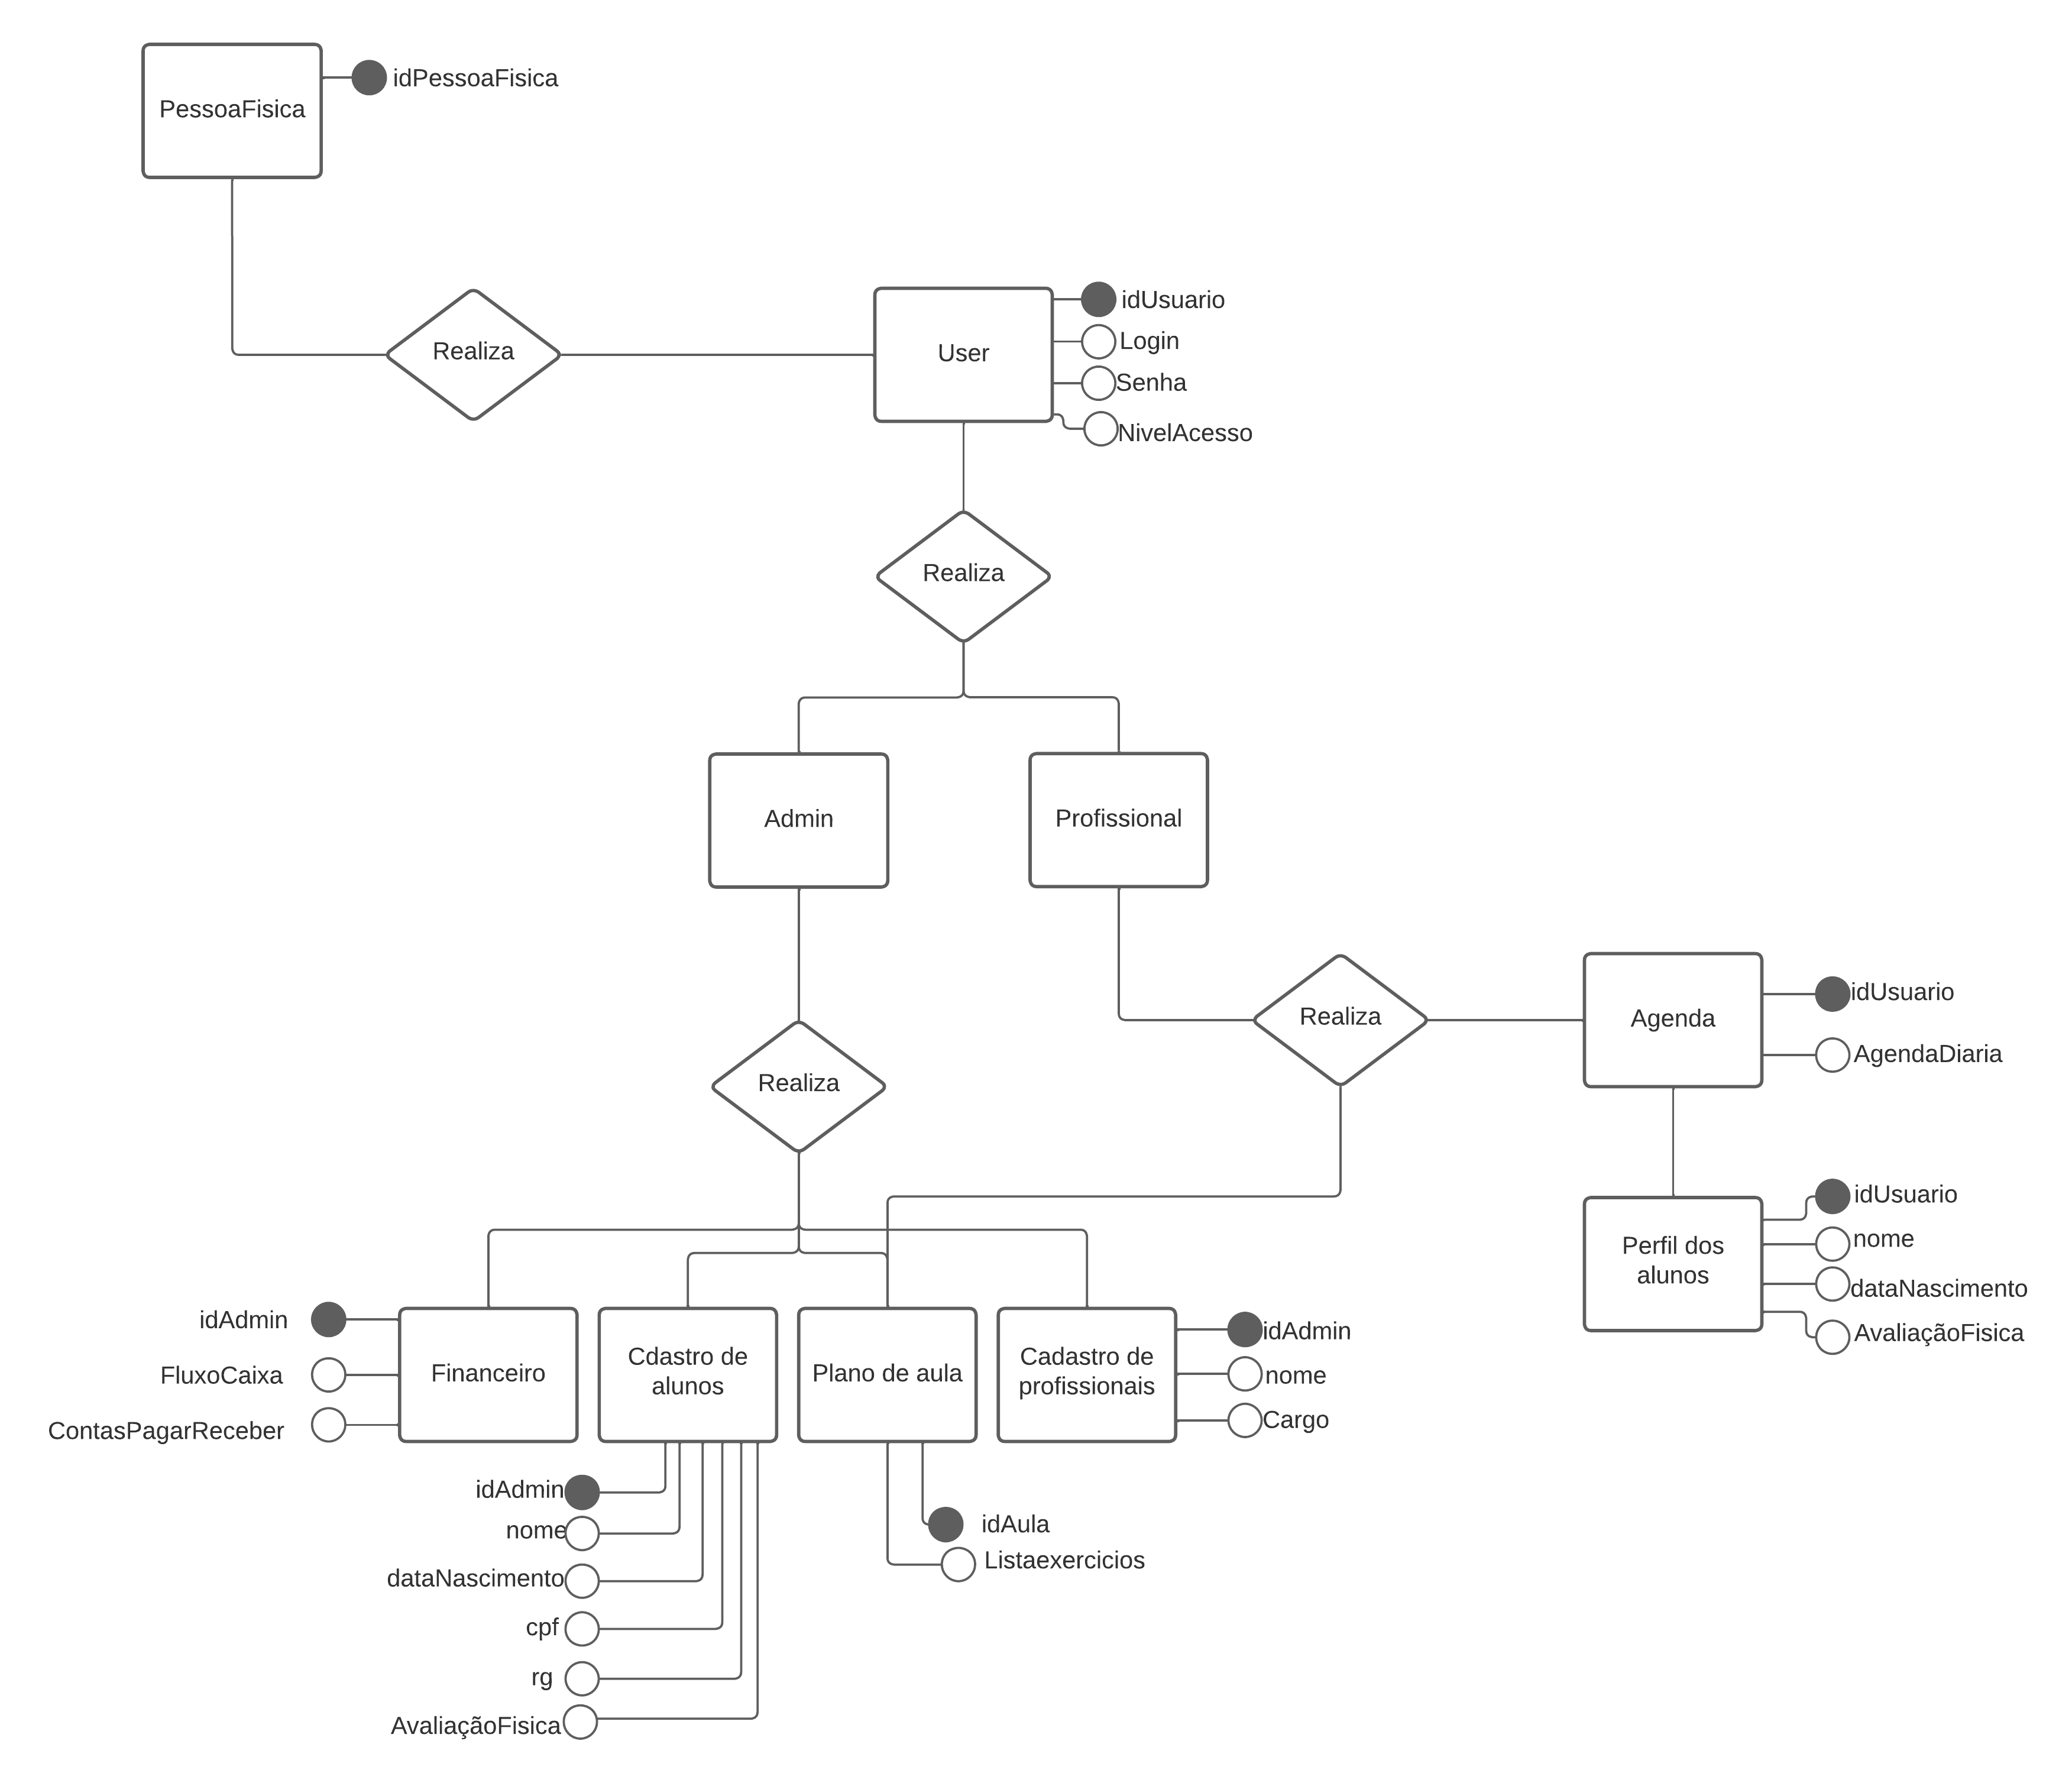 idPessoaFisica
PessoaFisica
idUsuario
Login
Realiza
User
Senha
NivelAcesso
Realiza
Admin
Profissional
idUsuario
Realiza
Agenda
AgendaDiaria
Realiza
idUsuario
nome
Perfil dos
alunos
dataNascimento
AvaliaçãoFisica
idAdmin
FluxoCaixa
ContasPagarReceber
Financeiro
Cdastro de
alunos
Plano de aula
Cadastro de
profissionais
idAdmin
nome
Cargo
idAdmin
nome
dataNascimento
cpf
rg
AvaliaçãoFisica
idAula
Listaexercicios